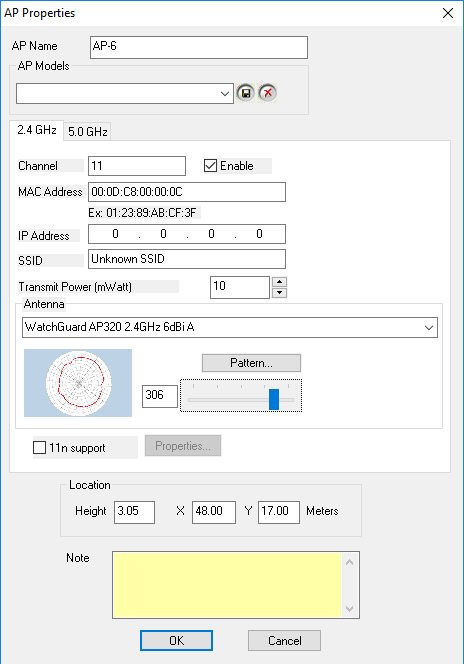 AP Properties
AP Name AP-6
AP Models
2.4 GHz 5.0 GHz
Channel 11 Enable
MAC Address 00:0D:C8:00:00:0C
Ex: 01:23:89:AB:CF:3F
IP Address 0 . 0 . 0 . 0
SSID Unknown SSID
Transmit Power (mWatt) 10
Antenna
WatchGuard AP320 2.4GHz 6dBi A
Pattern...
306
11n support Properties...
Location
Height 3.05 X 48.00 Y 17.00 Meters
Note
OK Cancel